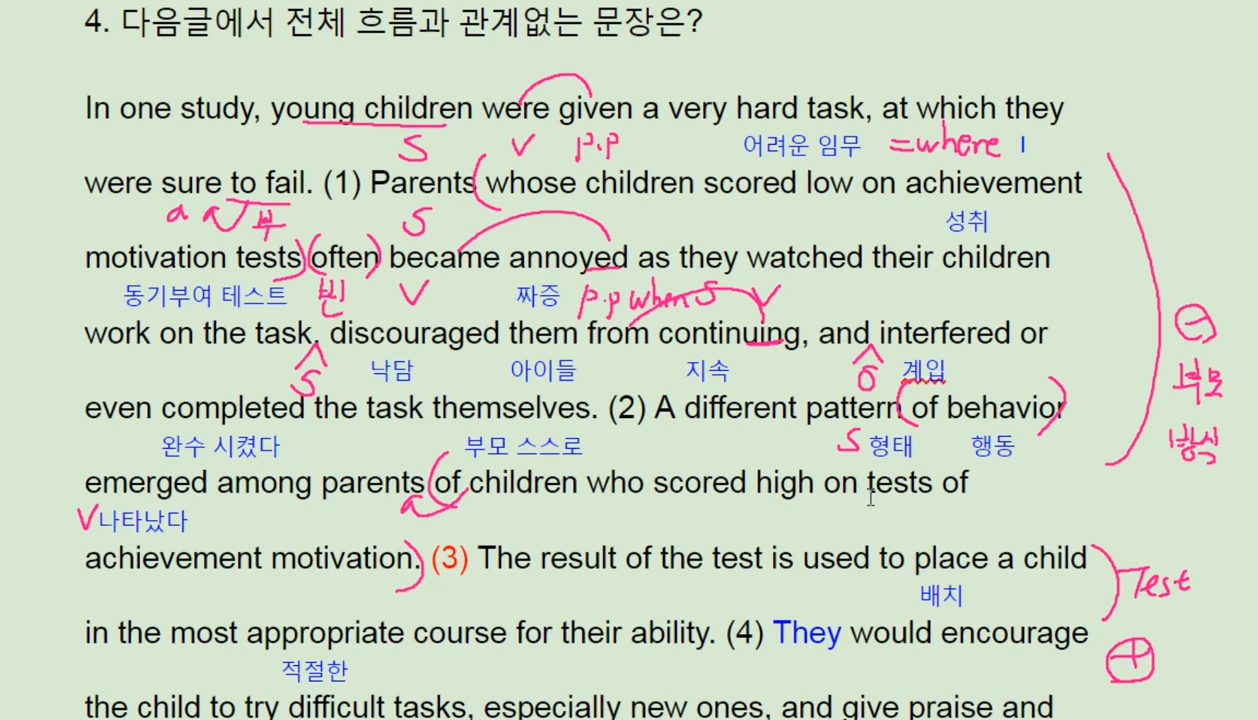 4. 다음글에서 전체 흐름과 관계없는 문장은?
In one study, young children were given a very hard task, at which they
S V p.p 어려운 임무 =where
were sure to fail. (1) Parents whose children scored low on achievement
a 부 S 성취
motivation tests often became annoyed as they watched their children
동기부여 테스트 빈 V 짜증 p.p when S V
work on the task, discouraged them from continuing, and interfered or
S 낙담 아이들 지속 계입
even completed the task themselves. (2) A different pattern of behavior
완수 시켰다 부모 스스로 S 형태 행동
emerged among parents of children who scored high on tests of
V 나타났다 a
achievement motivation. (3) The result of the test is used to place a child
배치
in the most appropriate course for their ability. (4) They would encourage
적절한
the child to try difficult tasks, especially new ones, and give praise and
⊖
부모
방식
Test
⊕